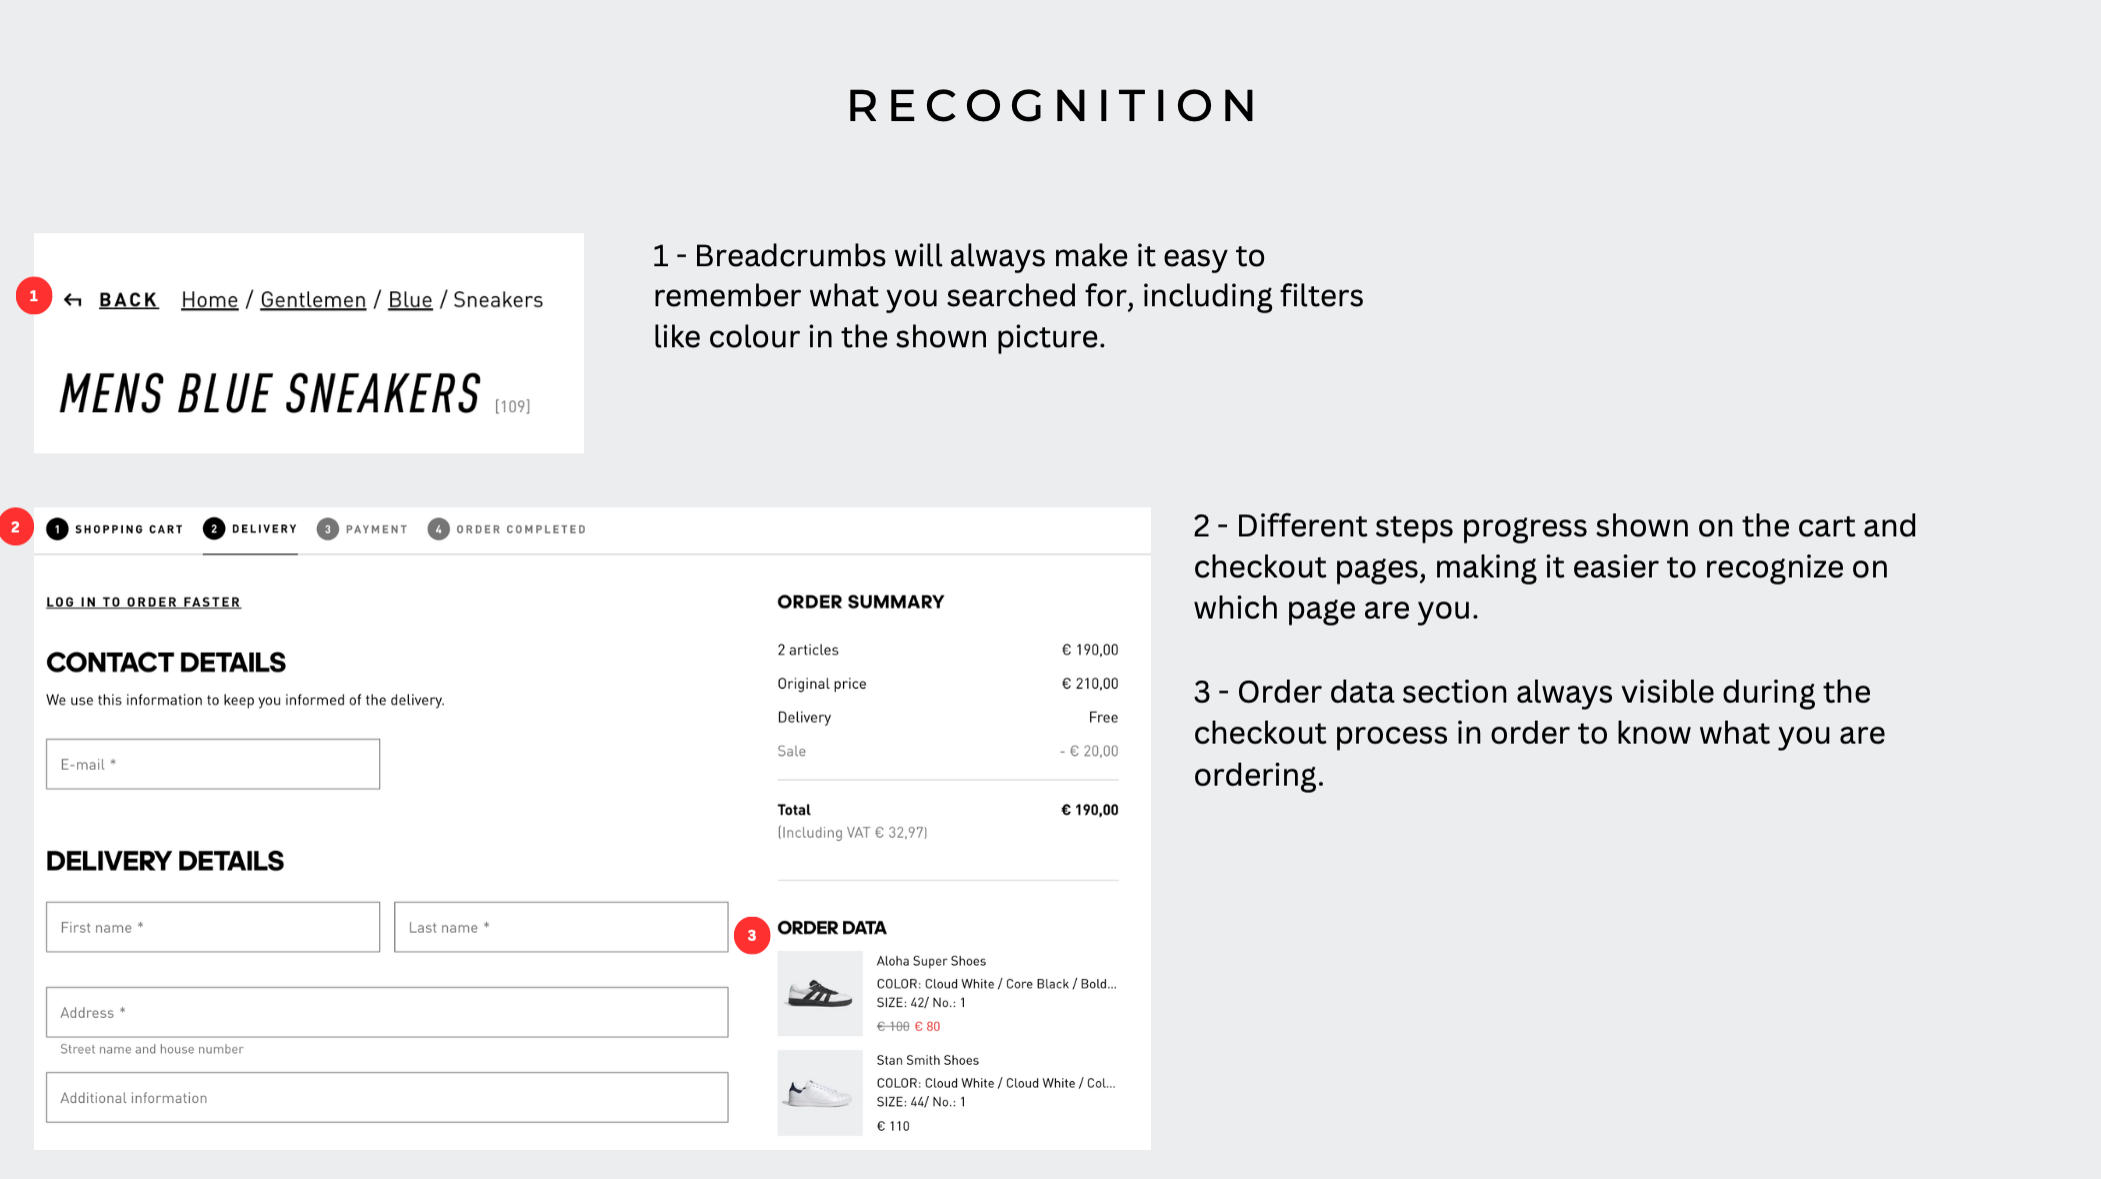 RECOGNITION
1
BACK Home / Gentlemen / Blue / Sneakers
MENS BLUE SNEAKERS [109]
1 - Breadcrumbs will always make it easy to
remember what you searched for, including filters
like colour in the shown picture.
2
1 SHOPPING CART 2 DELIVERY 3 PAYMENT 4 ORDER COMPLETED
LOG IN TO ORDER FASTER
CONTACT DETAILS
We use this information to keep you informed of the delivery.
E-mail *
DELIVERY DETAILS
First name * Last name *
Address *
Street name and house number
Additional information
ORDER SUMMARY
2 articles € 190,00
Original price € 210,00
Delivery Free
Sale - € 20,00
Total € 190,00
(Including VAT € 32,97)
3
ORDER DATA
Aloha Super Shoes
COLOR: Cloud White / Core Black / Bold...
SIZE: 42/ No.: 1
€ 100 € 80
Stan Smith Shoes
COLOR: Cloud White / Cloud White / Col...
SIZE: 44/ No.: 1
€ 110
2 - Different steps progress shown on the cart and
checkout pages, making it easier to recognize on
which page are you.
3 - Order data section always visible during the
checkout process in order to know what you are
ordering.